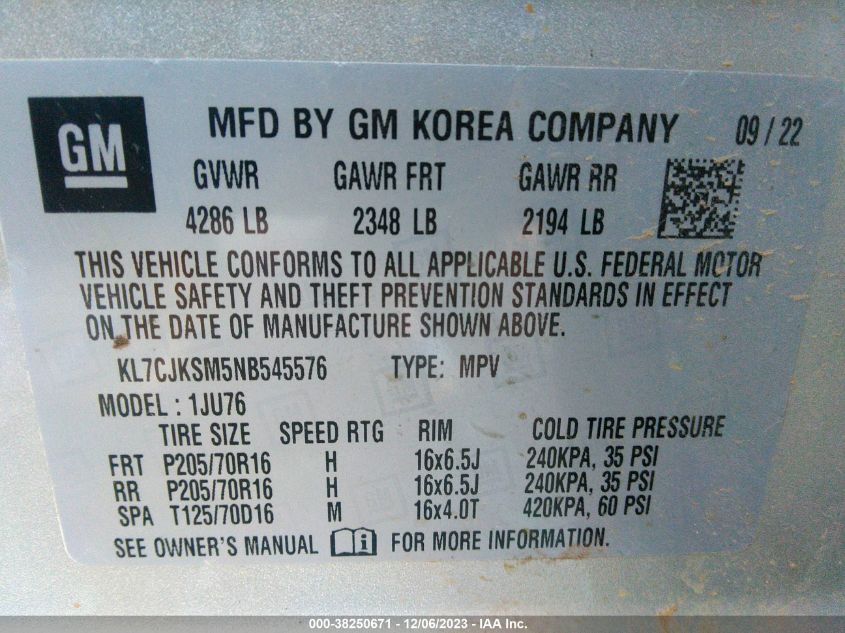 GM
MFD BY GM KOREA COMPANY 09 / 22
GVWR GAWR FRT GAWR RR
4286 LB 2348 LB 2194 LB
THIS VEHICLE CONFORMS TO ALL APPLICABLE U.S. FEDERAL MOTOR
VEHICLE SAFETY AND THEFT PREVENTION STANDARDS IN EFFECT
ON THE DATE OF MANUFACTURE SHOWN ABOVE.
KL7CJKSM5NB545576 TYPE: MPV
MODEL : 1JU76
TIRE SIZE SPEED RTG RIM COLD TIRE PRESSURE
FRT P205/70R16 H 16x6.5J 240KPA, 35 PSI
RR P205/70R16 H 16x6.5J 240KPA, 35 PSI
SPA T125/70D16 M 16x4.0T 420KPA, 60 PSI
SEE OWNER'S MANUAL i FOR MORE INFORMATION.
000-38250671 - 12/06/2023 - IAA Inc.